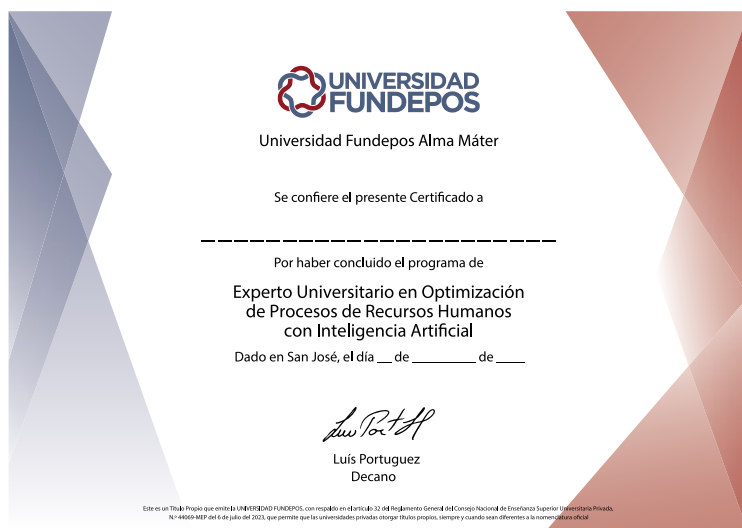 UNIVERSIDAD
FUNDEPOS
Universidad Fundepos Alma Máter
Se confiere el presente Certificado a
Por haber concluido el programa de
Experto Universitario en Optimización
de Procesos de Recursos Humanos
con Inteligencia Artificial
Dado en San José, el día __ de ________ de ____
Luís Portuguez
Decano
Este es un Título Propio que emite la UNIVERSIDAD FUNDEPOS, con respaldo en el artículo 32 del Reglamento General del Consejo Nacional de Enseñanza Superior Universitaria Privada,
N.º 44069-MEP del 6 de julio del 2023, que permite que las universidades privadas otorgar títulos propios, siempre y cuando sean diferentes a la nomenclatura oficial